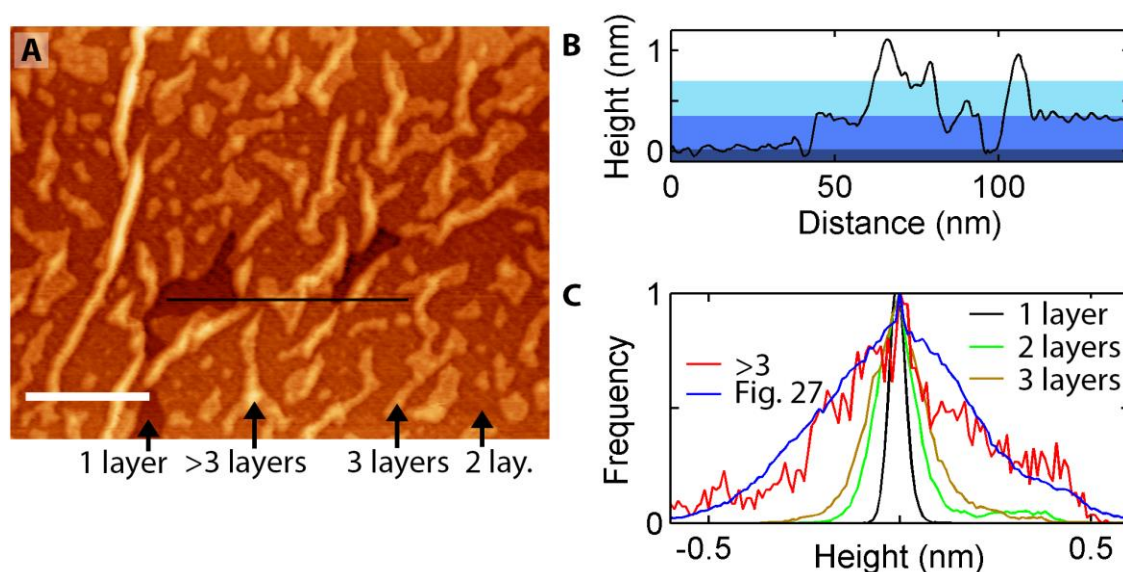 A
1 layer >3 layers 3 layers 2 lay.
B
Height (nm)
1
0
0 50 100
Distance (nm)
C
Frequency
1
0
>3
Fig. 27
1 layer
2 layers
3 layers
-0.5 0.5
Height (nm)